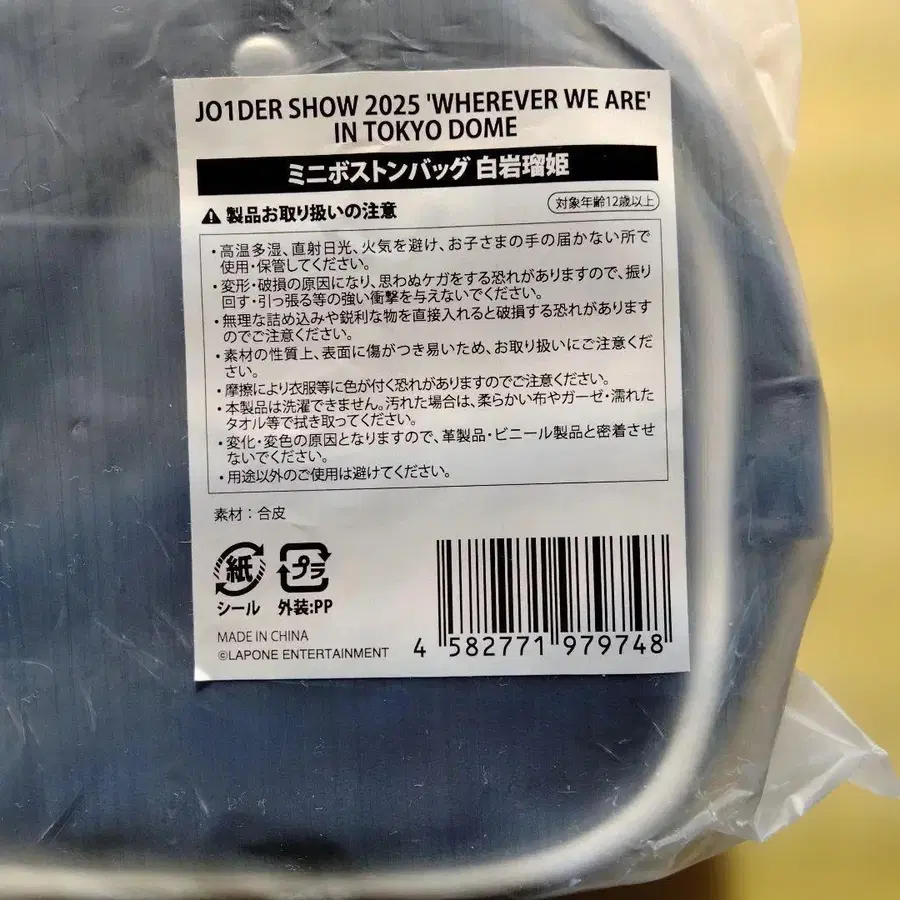 JO1DER SHOW 2025 'WHEREVER WE ARE'
IN TOKYO DOME
ミニボストンバッグ 白岩瑠姫
製品お取り扱いの注意
対象年齢12歳以上
・高温多湿、直射日光、火気を避け、お子さまの手の届かない所で
使用・保管してください。
・変形・破損の原因になり、思わぬケガをする恐れがありますので、振り
回す・引っ張る等の強い衝撃を与えないでください。
・無理な詰め込みや鋭利な物を直接入れると破損する恐れがあります
のでご注意ください。
・素材の性質上、表面に傷がつき易いため、お取り扱いにご注意くだ
さい。
・摩擦により衣服等に色が付く恐れがありますのでご注意ください。
・本製品は洗濯できません。汚れた場合は、柔らかい布やガーゼ・濡れた
タオル等で拭き取ってください。
・変化・変色の原因となりますので、革製品・ビニール製品と密着させ
ないでください。
・用途以外のご使用は避けてください。
素材：合皮
紙 プラ
シール 外装:PP
MADE IN CHINA
©LAPONE ENTERTAINMENT
4 582771 979748